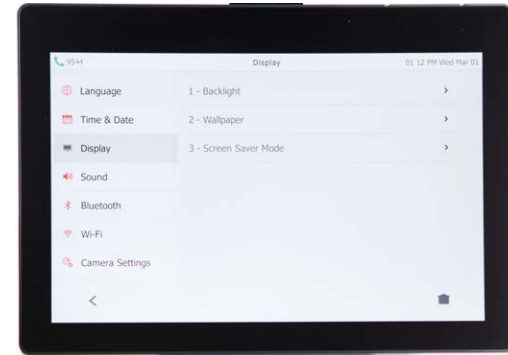 9544 Display 01 12 PM Wed Mar 01
Language
1 - Backlight
Time & Date
2 - Wallpaper
Display
3 - Screen Saver Mode
Sound
Bluetooth
Wi-Fi
Camera Settings